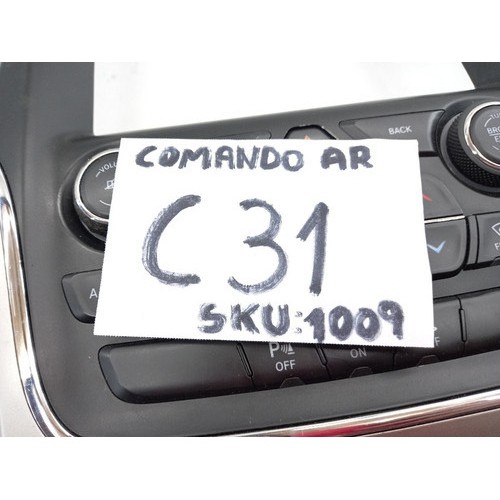 COMANDO AR
C31
SKU:1009
BACK
P
OFF
ON